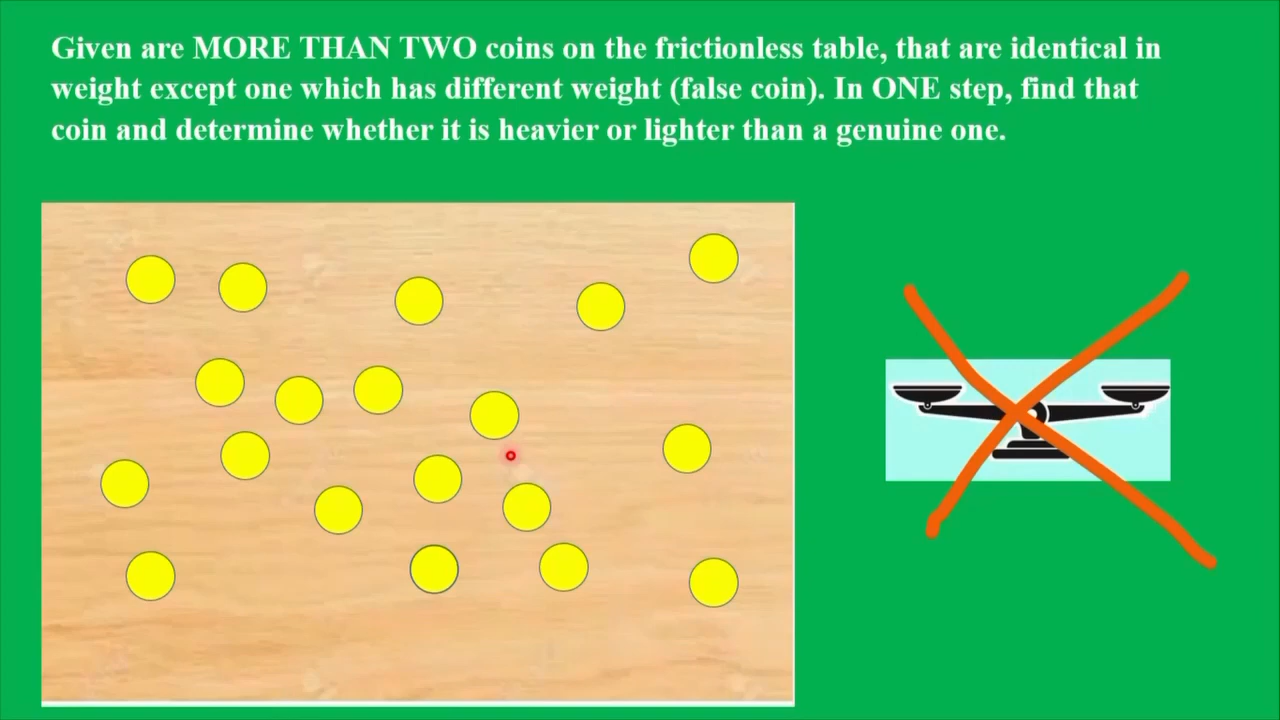 Given are MORE THAN TWO coins on the frictionless table, that are identical in
weight except one which has different weight (false coin). In ONE step, find that
coin and determine whether it is heavier or lighter than a genuine one.